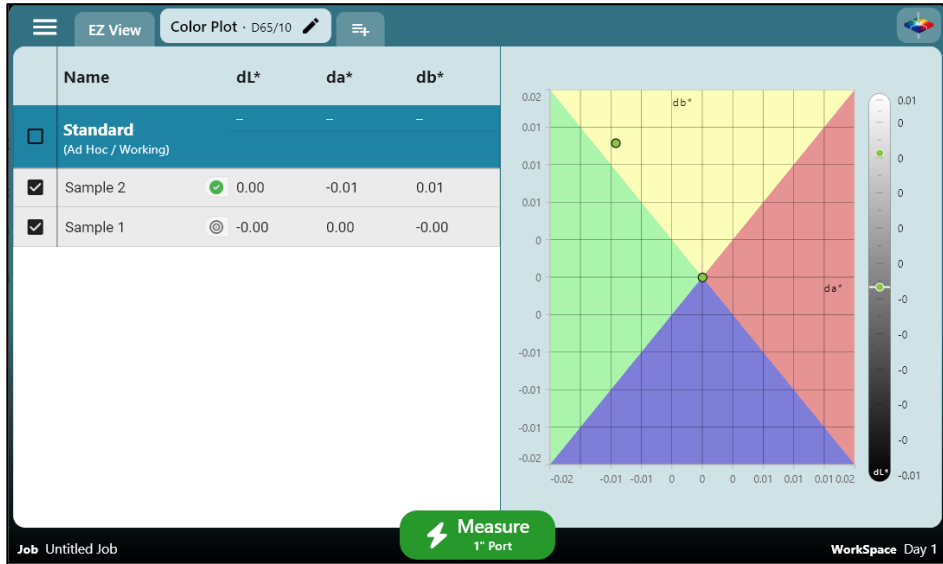 EZ View
Color Plot · D65/10
Name dL* da* db*
Standard – – –
(Ad Hoc / Working)
Sample 2 0.00 -0.01 0.01
Sample 1 -0.00 0.00 -0.00
db*
da*
0.02
0.01
0.01
0.01
0
0
0
-0.01
-0.01
-0.01
-0.02
-0.02 -0.01 -0.01 0 0 0 0.01 0.01 0.01 0.02
0.01
0
0
0
0
0
-0
-0
-0
-0
-0
-0.01
dL*
Measure
1" Port
Job Untitled Job
WorkSpace Day 1